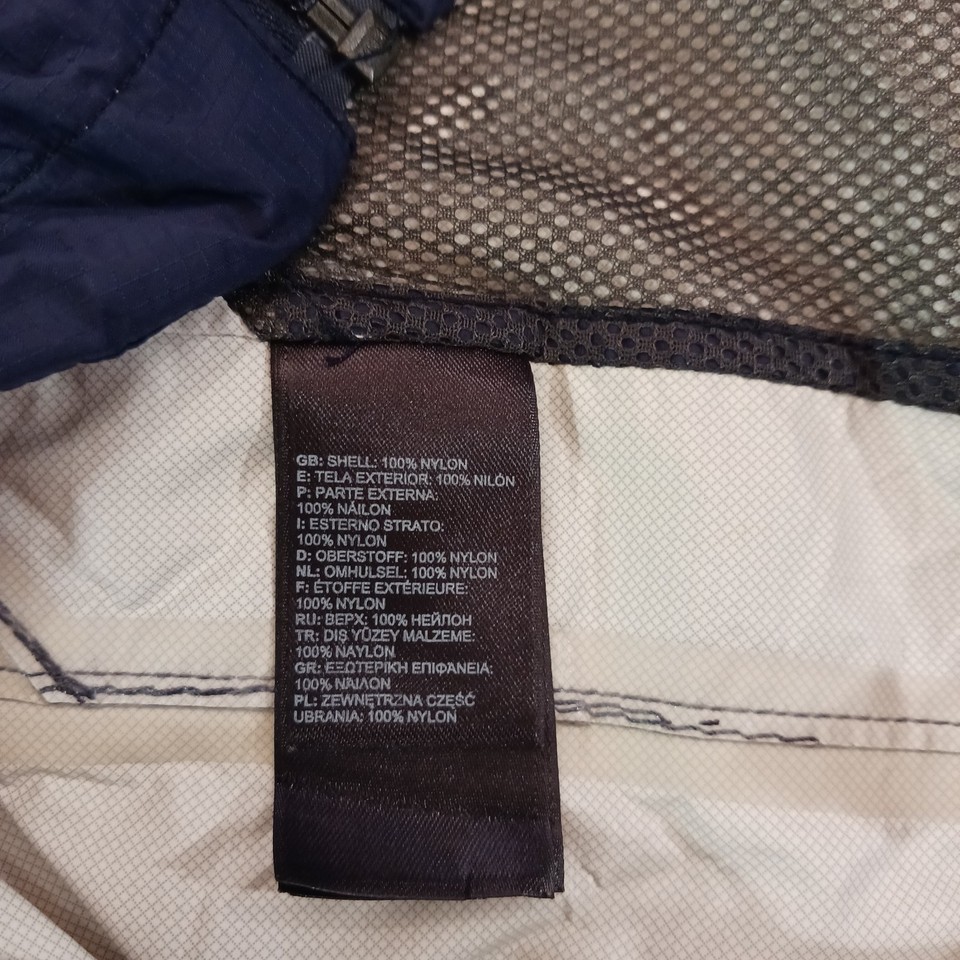 GB: SHELL: 100% NYLON
E: TELA EXTERIOR: 100% NILÓN
P: PARTE EXTERNA:
100% NÁILON
I: ESTERNO STRATO:
100% NYLON
D: OBERSTOFF: 100% NYLON
NL: OMHULSEL: 100% NYLON
F: ÉTOFFE EXTÉRIEURE:
100% NYLON
RU: ВЕРХ: 100% НЕЙЛОН
TR: DIŞ YÜZEY MALZEME:
100% NAYLON
GR: ΕΞΩΤΕΡΙΚΗ ΕΠΙΦΑΝΕΙΑ:
100% ΝΑΙΛΟΝ
PL: ZEWNĘTRZNA CZĘŚĆ
UBRANIA: 100% NYLON